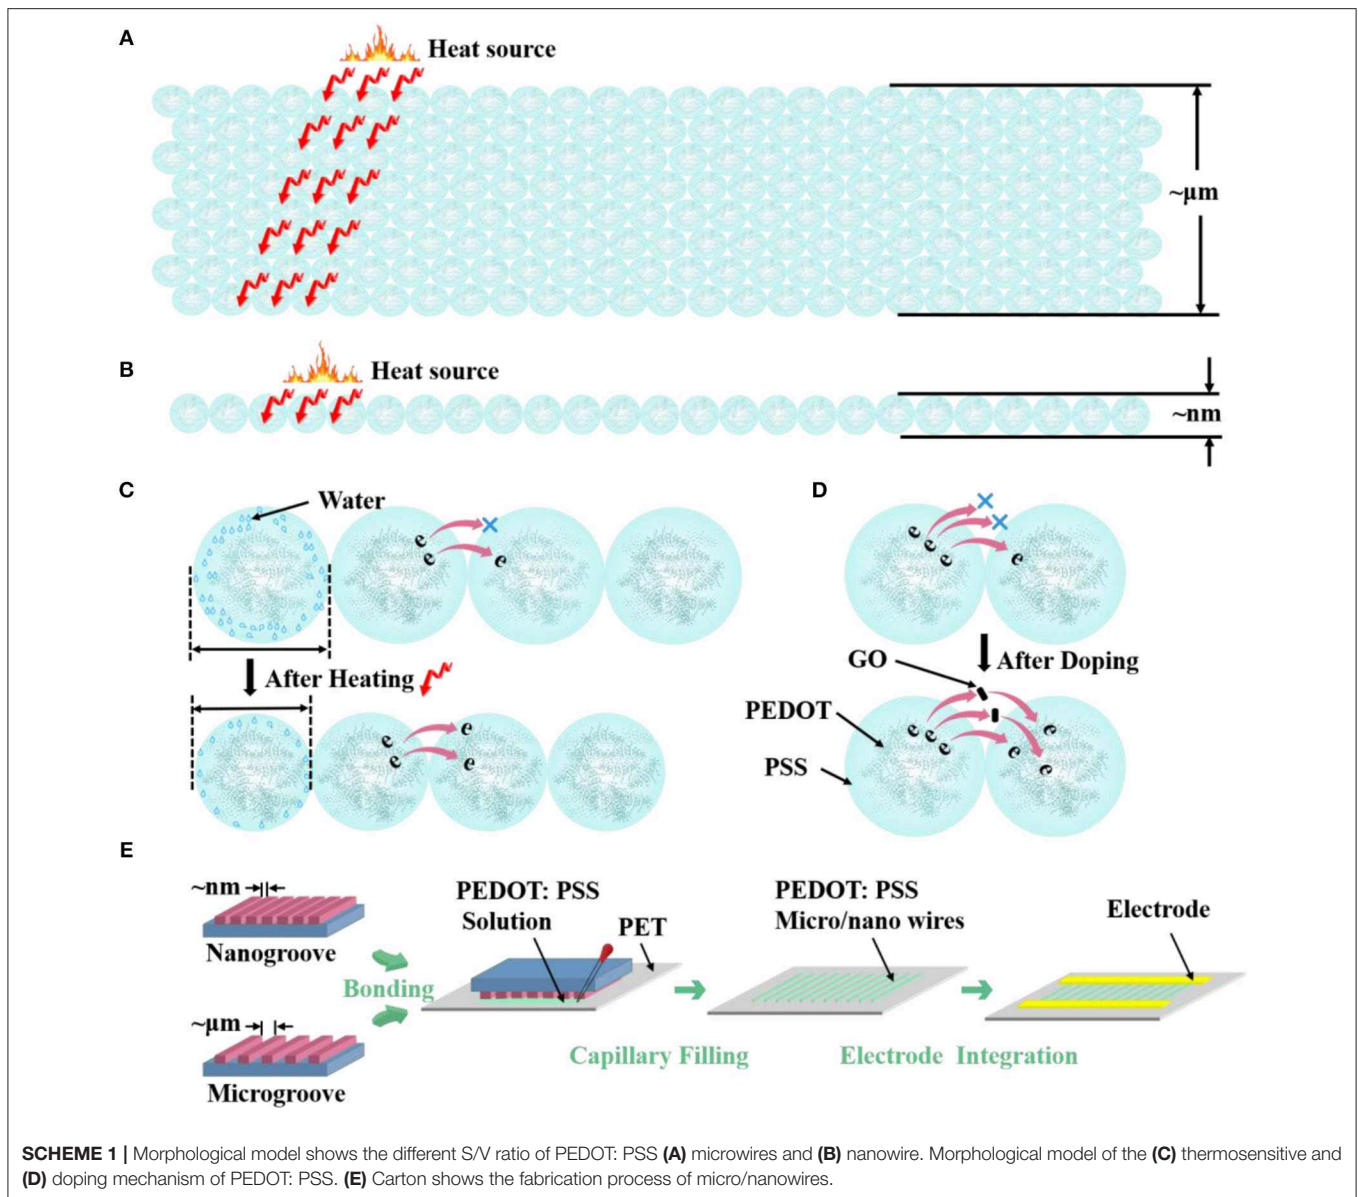 A
Heat source
~μm
B
Heat source
~nm
C
Water
e
e
e
After Heating
e
e
e
e
D
e
e
e
e
After Doping
GO
PEDOT
PSS
e
e
e
e
e
e
E
~nm
Nanogroove
~μm
Microgroove
Bonding
PEDOT: PSS
Solution
PET
Capillary Filling
PEDOT: PSS
Micro/nano wires
Electrode Integration
Electrode
SCHEME 1 | Morphological model shows the different S/V ratio of PEDOT: PSS (A) microwires and (B) nanowire. Morphological model of the (C) thermosensitive and
(D) doping mechanism of PEDOT: PSS. (E) Carton shows the fabrication process of micro/nanowires.